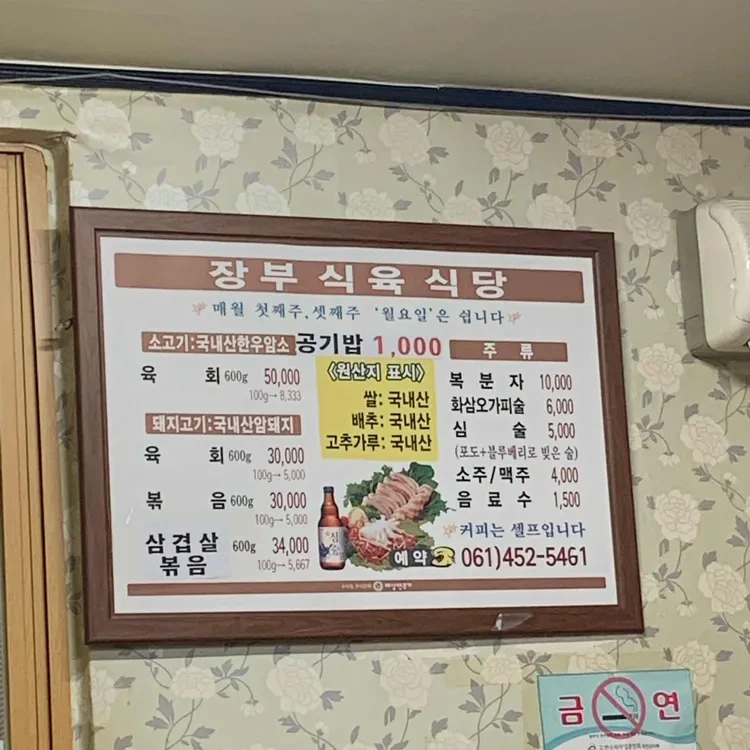 장부식육식당
매월 첫째주, 셋째주 '월요일'은 쉽니다
소고기:국내산한우암소
육 회 600g 50,000
100g→ 8,333
돼지고기:국내산암돼지
육 회 600g 30,000
100g→ 5,000
볶 음 600g 30,000
100g→ 5,000
삼겹살 볶음 600g 34,000
100g→ 5,667
공기밥 1,000
<원산지 표시>
쌀: 국내산
배추: 국내산
고추가루: 국내산
주 류
복 분 자 10,000
화삼오가피술 6,000
심 술 5,000
(포도+블루베리로 빚은 술)
소주/맥주 4,000
음 료 수 1,500
커피는 셀프입니다
예약 061)452-5461
금연